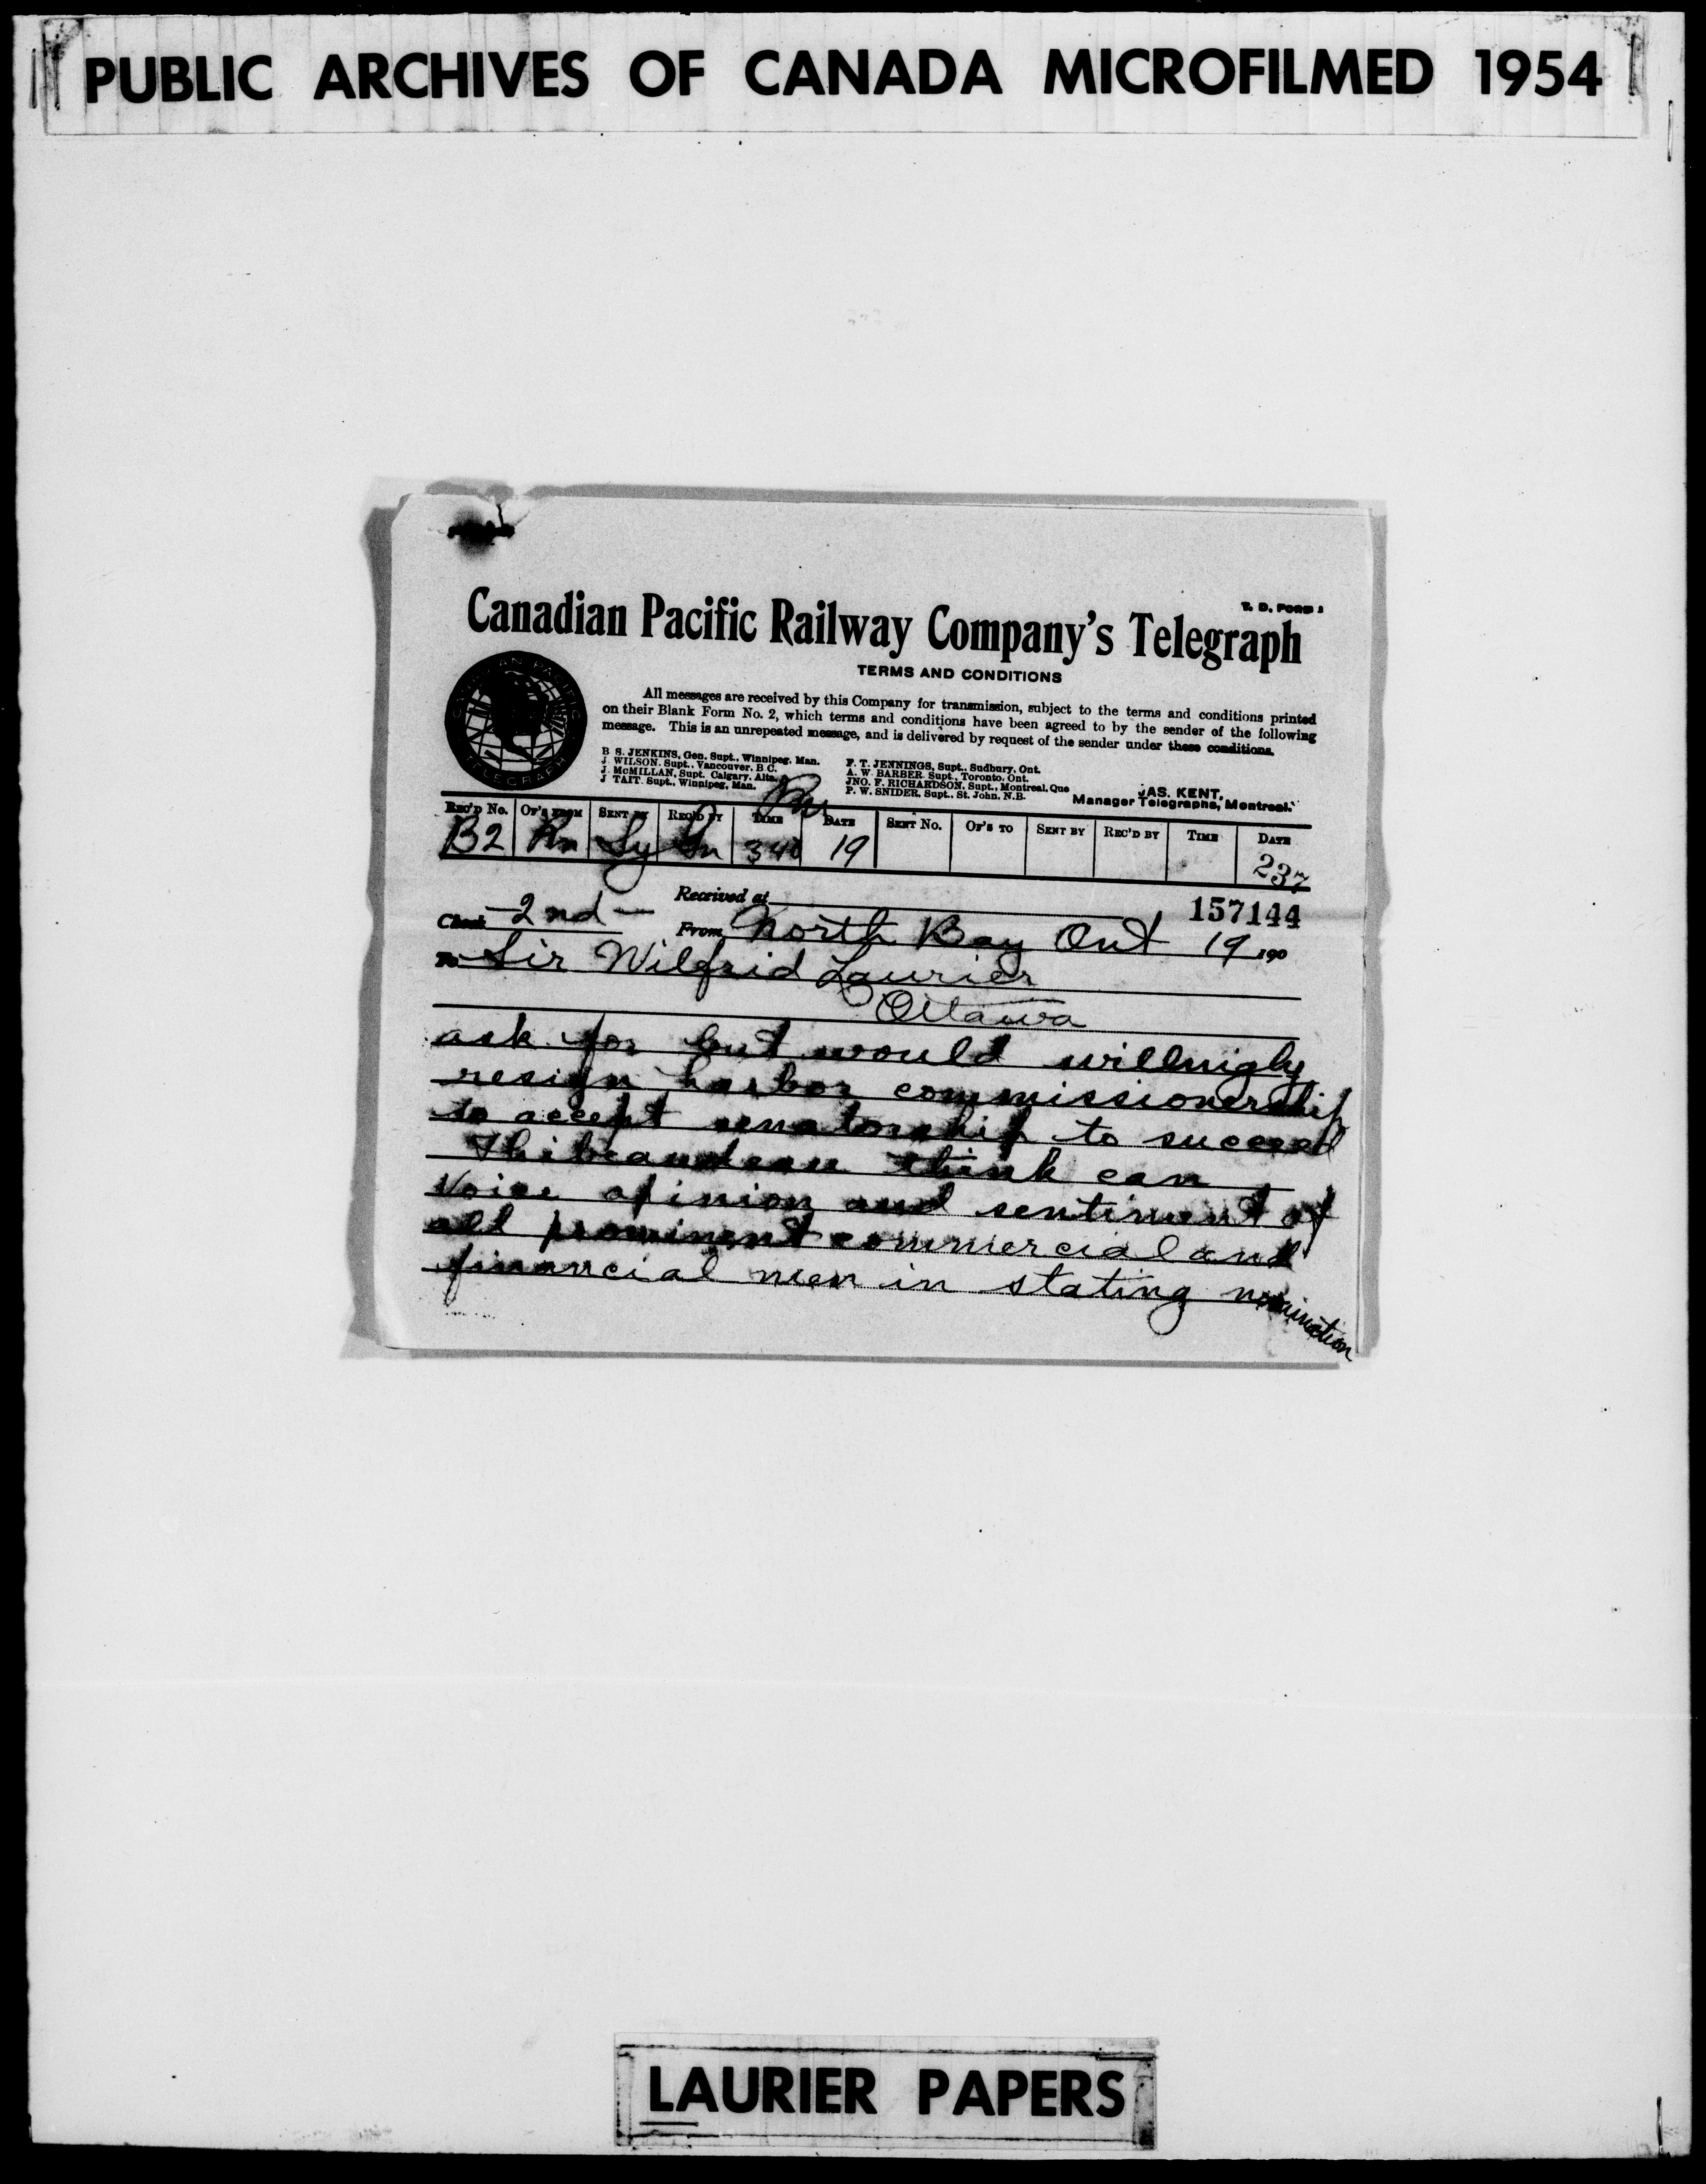 PUBLIC ARCHIVES OF CANADA MICROFILMED 1954
T. D. FORM 1
Canadian Pacific Railway Company's Telegraph
TERMS AND CONDITIONS
All messages are received by this Company for transmission, subject to the terms and conditions printed
on their Blank Form No. 2, which terms and conditions have been agreed to by the sender of the following
message. This is an unrepeated message, and is delivered by request of the sender under these conditions.
B S. JENKINS, Gen. Supt., Winnipeg, Man.
J. WILSON, Supt., Vancouver, B C.
J. McMILLAN, Supt. Calgary, Alta.
J TAIT. Supt., Winnipeg, Man.
F. T. JENNINGS, Supt., Sudbury, Ont.
A. W. BARBER, Supt., Toronto, Ont.
JNO. F. RICHARDSON, Supt., Montreal, Que
P. W. SNIDER, Supt., St. John, N.B.
JAS. KENT,
Manager Telegraphs, Montreal.
REC'D No. OF'S FROM SENT BY REC'D BY TIME DATE SENT No. OF'S TO SENT BY REC'D BY TIME DATE
B2 Rn Sy Gn 340 19 237
Received at
157144
Check 2nd — From North Bay Ont 19 190
To Sir Wilfrid Laurier
Ottawa
ask for but would willnigly
resign harbor commissionership
to accept senatorship to succeed
Thibeaudeau think can
voice opinion and sentiment of
all prominent commercial and
financial men in stating nomination
CANADIAN PACIFIC
TELEGRAPH
LAURIER PAPERS